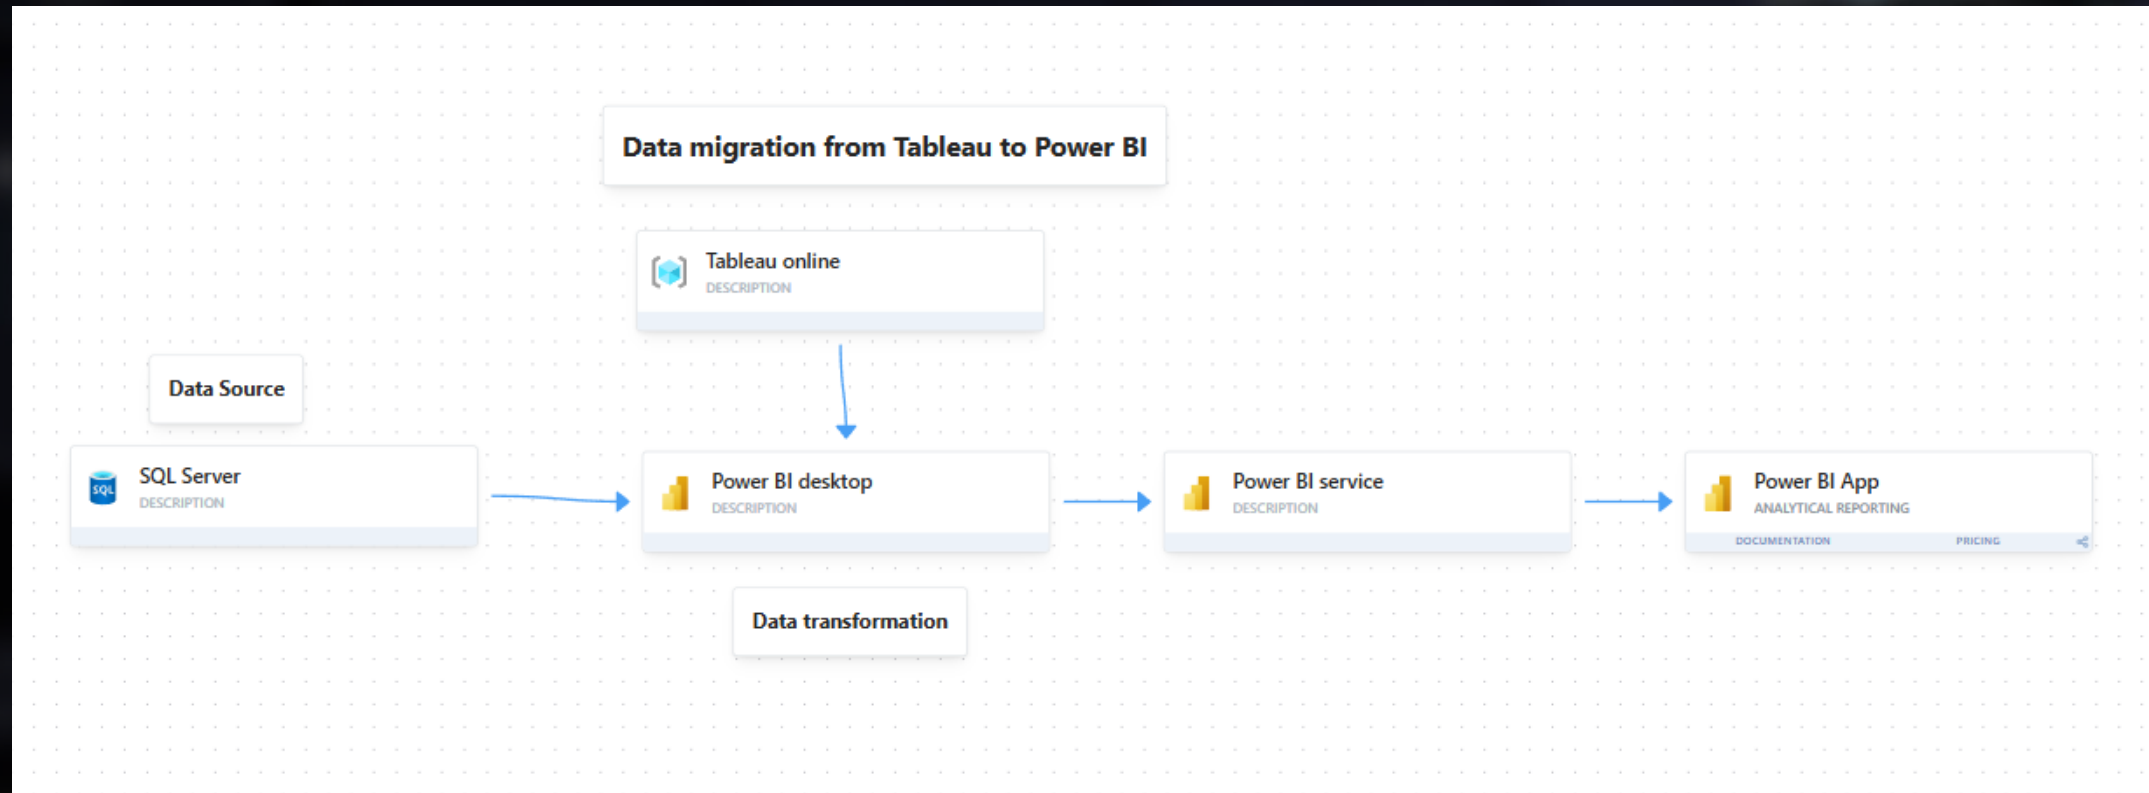 Data migration from Tableau to Power BI
Tableau online
DESCRIPTION
Data Source
SQL
SQL Server
DESCRIPTION
Power BI desktop
DESCRIPTION
Power BI service
DESCRIPTION
Power BI App
ANALYTICAL REPORTING
DOCUMENTATION PRICING
Data transformation